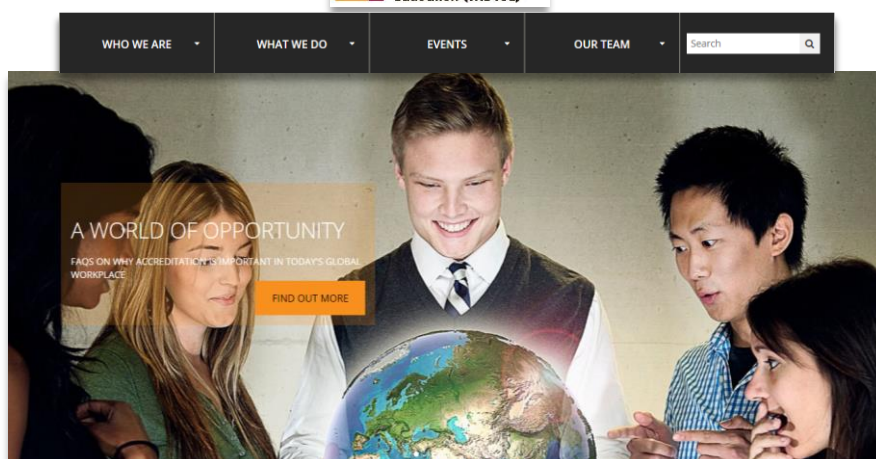 WHO WE ARE
WHAT WE DO
EVENTS
OUR TEAM
Search
A WORLD OF OPPORTUNITY
FAQS ON WHY ACCREDITATION IS IMPORTANT IN TODAY'S GLOBAL
WORKPLACE
FIND OUT MORE